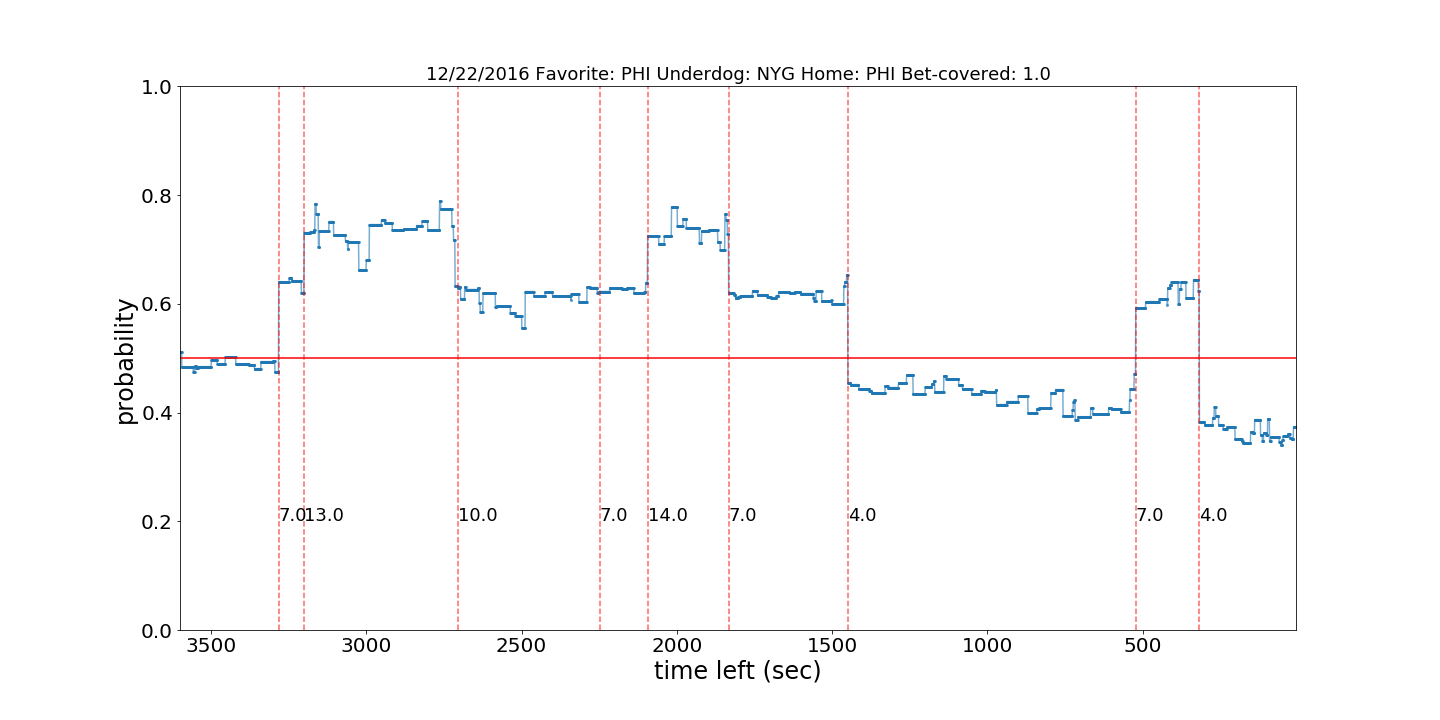 12/22/2016 Favorite: PHI Underdog: NYG Home: PHI Bet-covered: 1.0
probability
1.0
0.8
0.6
0.4
0.2
0.0
7.0 13.0 10.0 7.0 14.0 7.0 4.0 7.0 4.0
3500 3000 2500 2000 1500 1000 500
time left (sec)